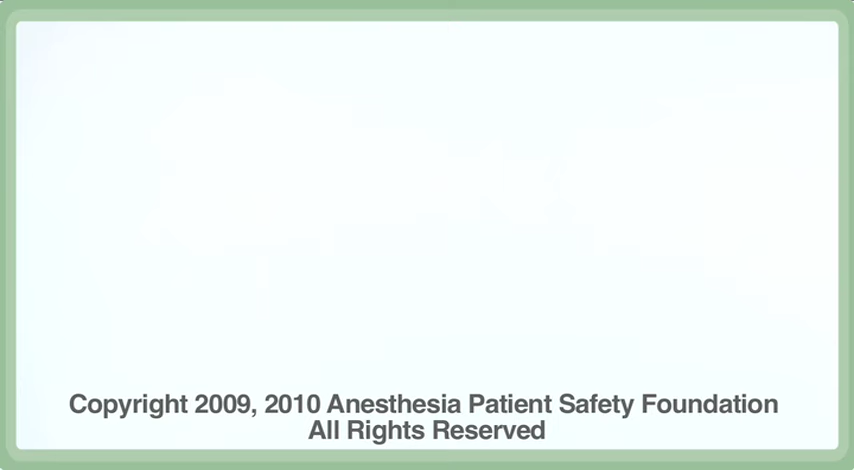 Copyright 2009, 2010 Anesthesia Patient Safety Foundation
All Rights Reserved